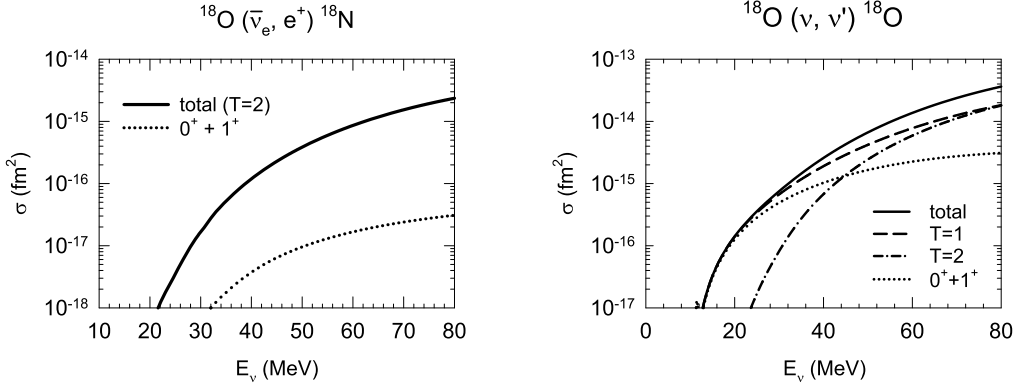 ¹⁸O (ν̅ₑ, e⁺) ¹⁸N
10⁻¹⁴
10⁻¹⁵
10⁻¹⁶
10⁻¹⁷
10⁻¹⁸
σ (fm²)
total (T=2)
0⁺ + 1⁺
10 20 30 40 50 60 70 80
E_ν (MeV)
¹⁸O (ν, ν') ¹⁸O
10⁻¹³
10⁻¹⁴
10⁻¹⁵
10⁻¹⁶
10⁻¹⁷
σ (fm²)
total
T=1
T=2
0⁺+1⁺
0 20 40 60 80
E_ν (MeV)